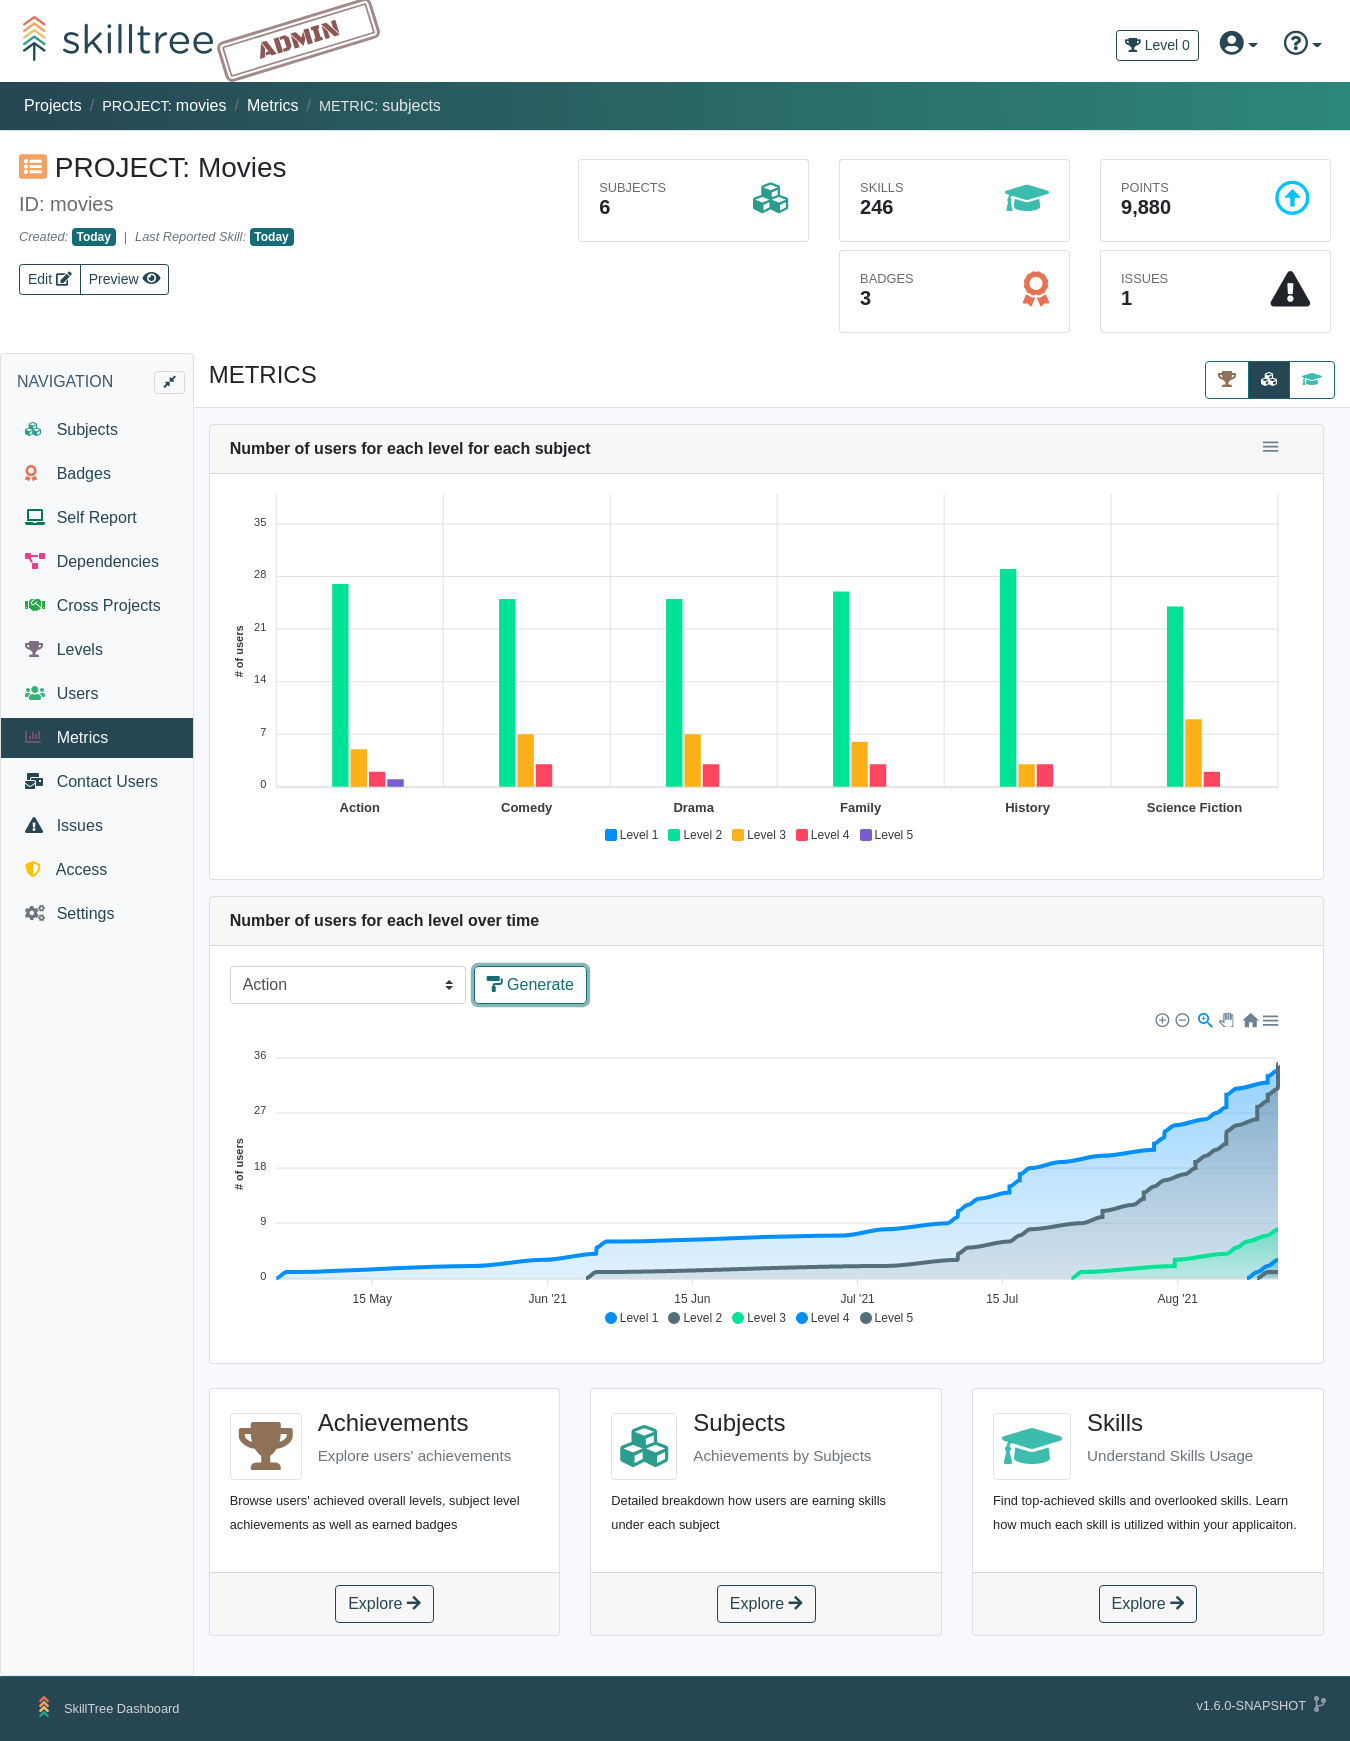 skilltree
ADMIN
Level 0
Projects / PROJECT: movies / Metrics / METRIC: subjects
PROJECT: Movies
ID: movies
Created: Today | Last Reported Skill: Today
Edit Preview
SUBJECTS
6
SKILLS
246
POINTS
9,880
BADGES
3
ISSUES
1
NAVIGATION
Subjects
Badges
Self Report
Dependencies
Cross Projects
Levels
Users
Metrics
Contact Users
Issues
Access
Settings
METRICS
Number of users for each level for each subject
35
28
21
14
7
0
# of users
Action Comedy Drama Family History Science Fiction
Level 1 Level 2 Level 3 Level 4 Level 5
Number of users for each level over time
Action Generate
36
27
18
9
0
# of users
15 May Jun '21 15 Jun Jul '21 15 Jul Aug '21
Level 1 Level 2 Level 3 Level 4 Level 5
Achievements
Explore users' achievements
Browse users' achieved overall levels, subject level
achievements as well as earned badges
Explore
Subjects
Achievements by Subjects
Detailed breakdown how users are earning skills
under each subject
Explore
Skills
Understand Skills Usage
Find top-achieved skills and overlooked skills. Learn
how much each skill is utilized within your applicaiton.
Explore
SkillTree Dashboard
v1.6.0-SNAPSHOT